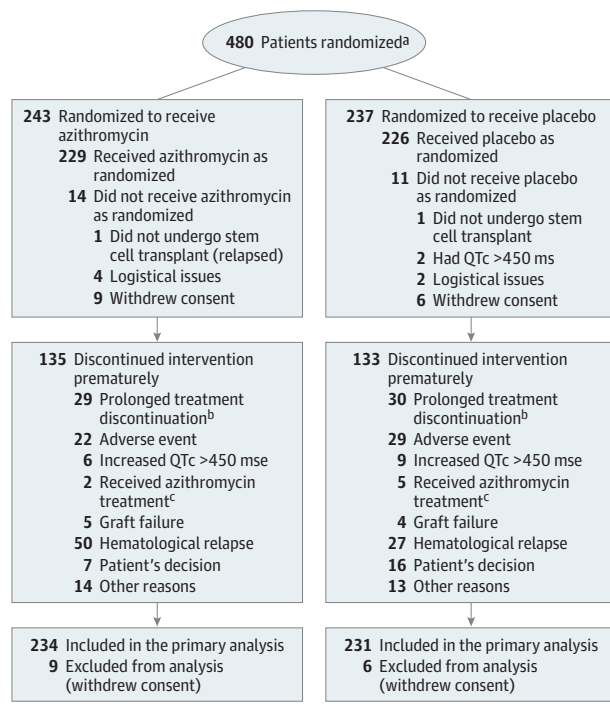 480 Patients randomizedᵃ
243 Randomized to receive
azithromycin
229 Received azithromycin as
randomized
14 Did not receive azithromycin
as randomized
1 Did not undergo stem
cell transplant (relapsed)
4 Logistical issues
9 Withdrew consent
237 Randomized to receive placebo
226 Received placebo as
randomized
11 Did not receive placebo
as randomized
1 Did not undergo stem
cell transplant
2 Had QTc >450 ms
2 Logistical issues
6 Withdrew consent
135 Discontinued intervention
prematurely
29 Prolonged treatment
discontinuationᵇ
22 Adverse event
6 Increased QTc >450 mse
2 Received azithromycin
treatmentᶜ
5 Graft failure
50 Hematological relapse
7 Patient's decision
14 Other reasons
133 Discontinued intervention
prematurely
30 Prolonged treatment
discontinuationᵇ
29 Adverse event
9 Increased QTc >450 mse
5 Received azithromycin
treatmentᶜ
4 Graft failure
27 Hematological relapse
16 Patient's decision
13 Other reasons
234 Included in the primary analysis
9 Excluded from analysis
(withdrew consent)
231 Included in the primary analysis
6 Excluded from analysis
(withdrew consent)